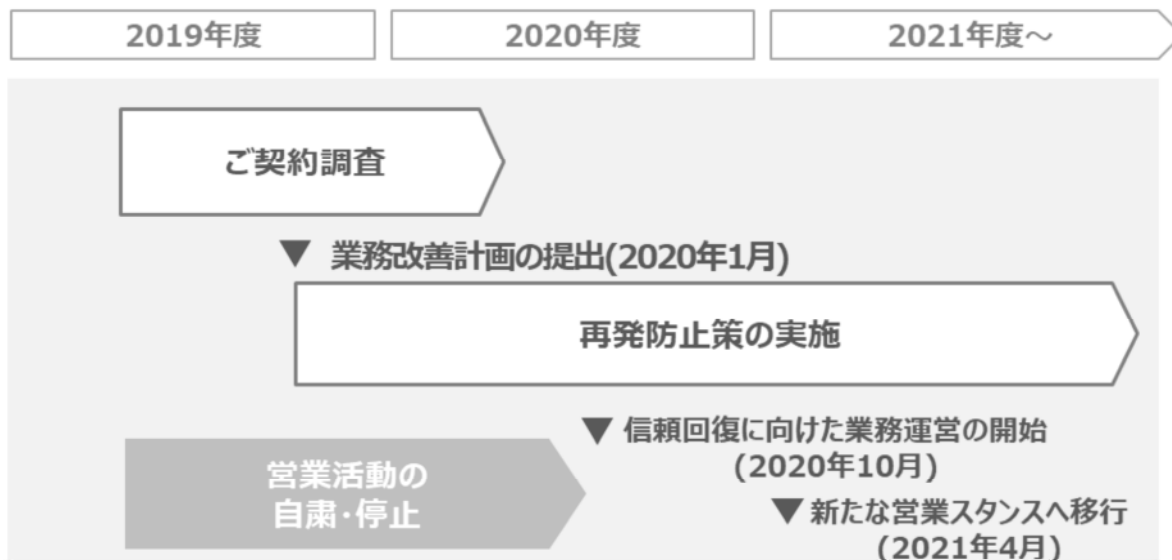 2019年度
2020年度
2021年度～
ご契約調査
▼ 業務改善計画の提出(2020年1月)
再発防止策の実施
▼ 信頼回復に向けた業務運営の開始
(2020年10月)
営業活動の
自粛･停止
▼ 新たな営業スタンスへ移行
(2021年4月)